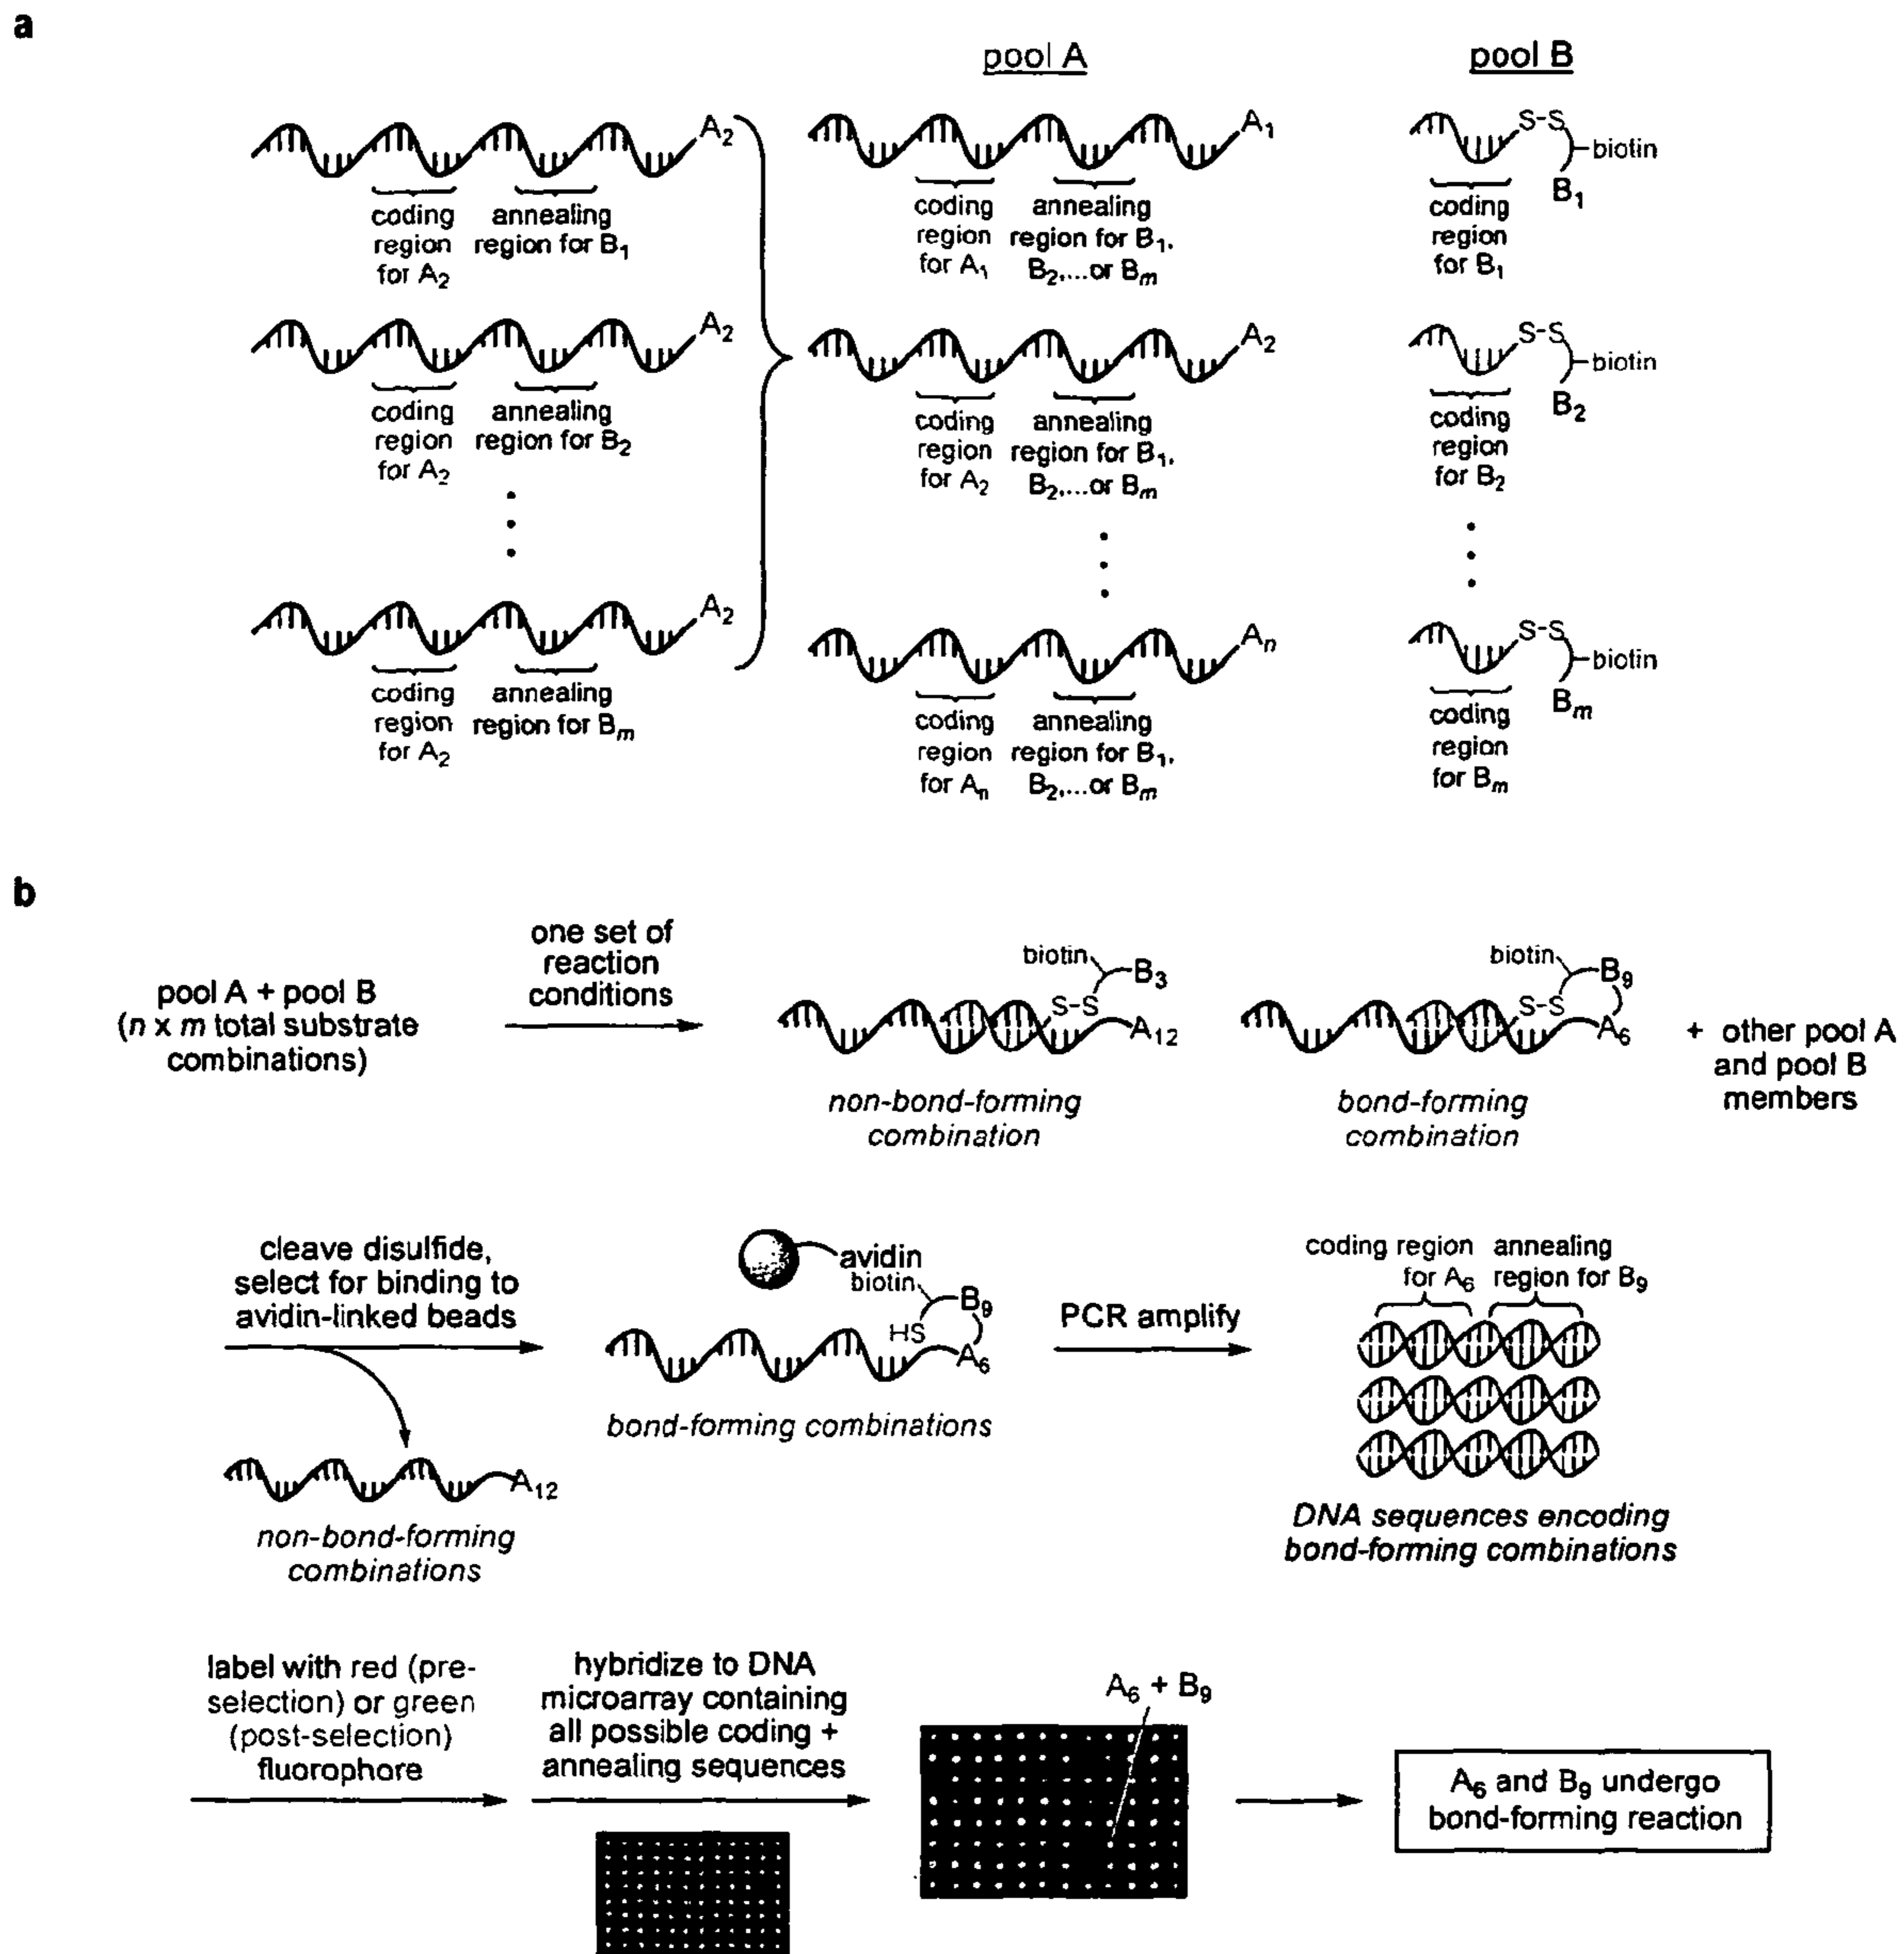 a
pool A
pool B
A₂
coding
region
for A₂
annealing
region for B₁
A₂
coding
region
for A₂
annealing
region for B₂
A₂
coding
region
for A₂
annealing
region for Bₘ
A₁
coding
region
for A₁
annealing
region for B₁,
B₂,...or Bₘ
A₂
coding
region
for A₂
annealing
region for B₁,
B₂,...or Bₘ
Aₙ
coding
region
for Aₙ
annealing
region for B₁,
B₂,...or Bₘ
S-S
biotin
B₁
coding
region
for B₁
S-S
biotin
B₂
coding
region
for B₂
S-S
biotin
Bₘ
coding
region
for Bₘ
b
pool A + pool B
(n x m total substrate
combinations)
one set of
reaction
conditions
biotin
B₃
S-S
A₁₂
non-bond-forming
combination
biotin
B₉
S-S
A₆
bond-forming
combination
+ other pool A
and pool B
members
cleave disulfide,
select for binding to
avidin-linked beads
A₁₂
non-bond-forming
combinations
avidin
biotin
B₉
HS
A₆
bond-forming combinations
PCR amplify
coding region
for A₆
annealing
region for B₉
DNA sequences encoding
bond-forming combinations
label with red (pre-
selection) or green
(post-selection)
fluorophore
hybridize to DNA
microarray containing
all possible coding +
annealing sequences
A₆ + B₉
A₆ and B₉ undergo
bond-forming reaction